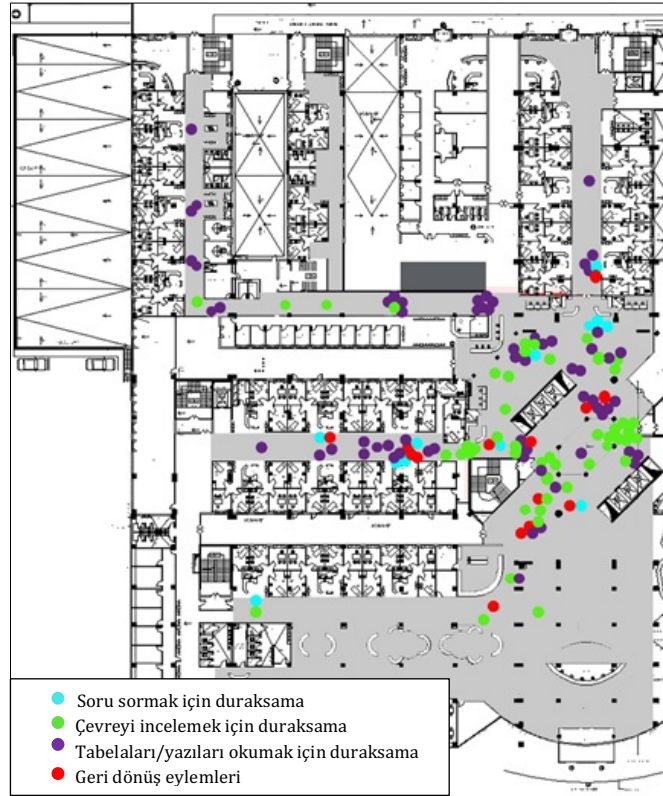 Soru sormak için duraksama
Çevreyi incelemek için duraksama
Tabelaları/yazıları okumak için duraksama
Geri dönüş eylemleri